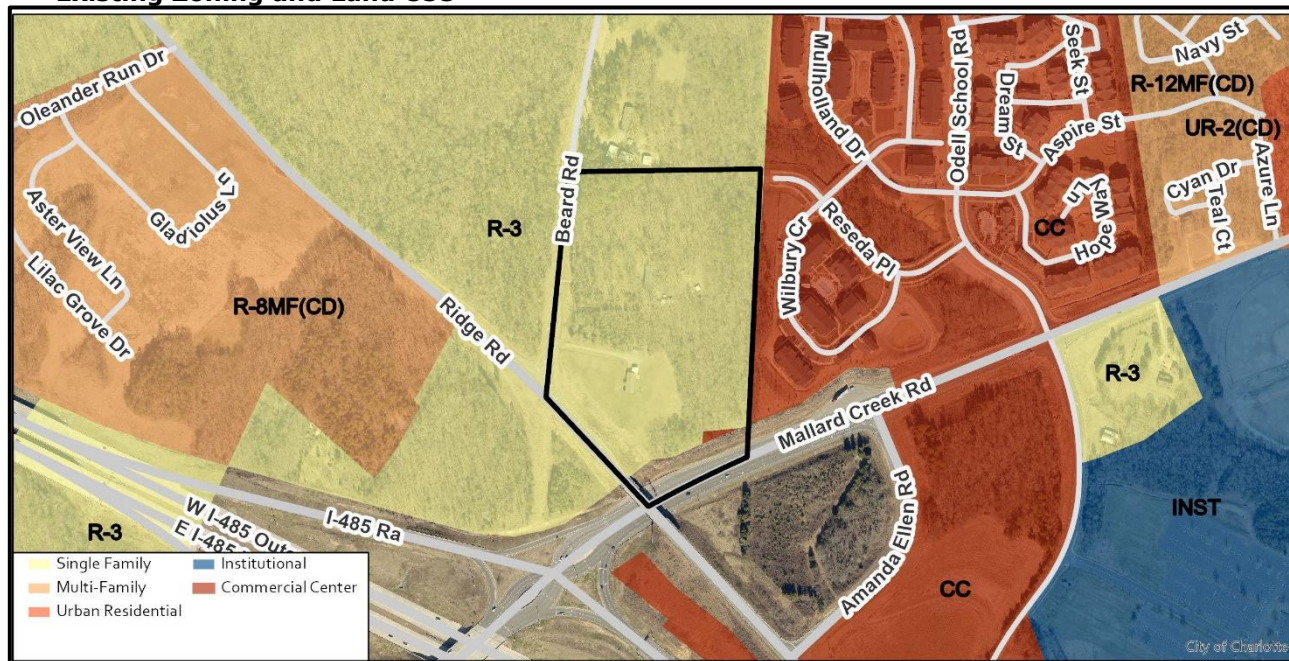 Existing Zoning and Land Use
Oleander Run Dr
Gladiolus Ln
Aster View Ln
Lilac Grove Dr
R-8MF(CD)
Ridge Rd
R-3
Beard Rd
Mullholland Dr
Odell School Rd
Seek St
Dream St
Aspire St
Navy St
R-12MF(CD)
UR-2(CD)
Azure Ln
Cyan Dr
Teal Ct
Reseda Pl
Wilbury Cr
CC
Hope Way Ln
Mallard Creek Rd
R-3
INST
Amanda Ellen Rd
CC
I-485 Ra
W I-485 Out
E I-485
R-3
Single Family
Multi-Family
Urban Residential
Institutional
Commercial Center
City of Charlotte